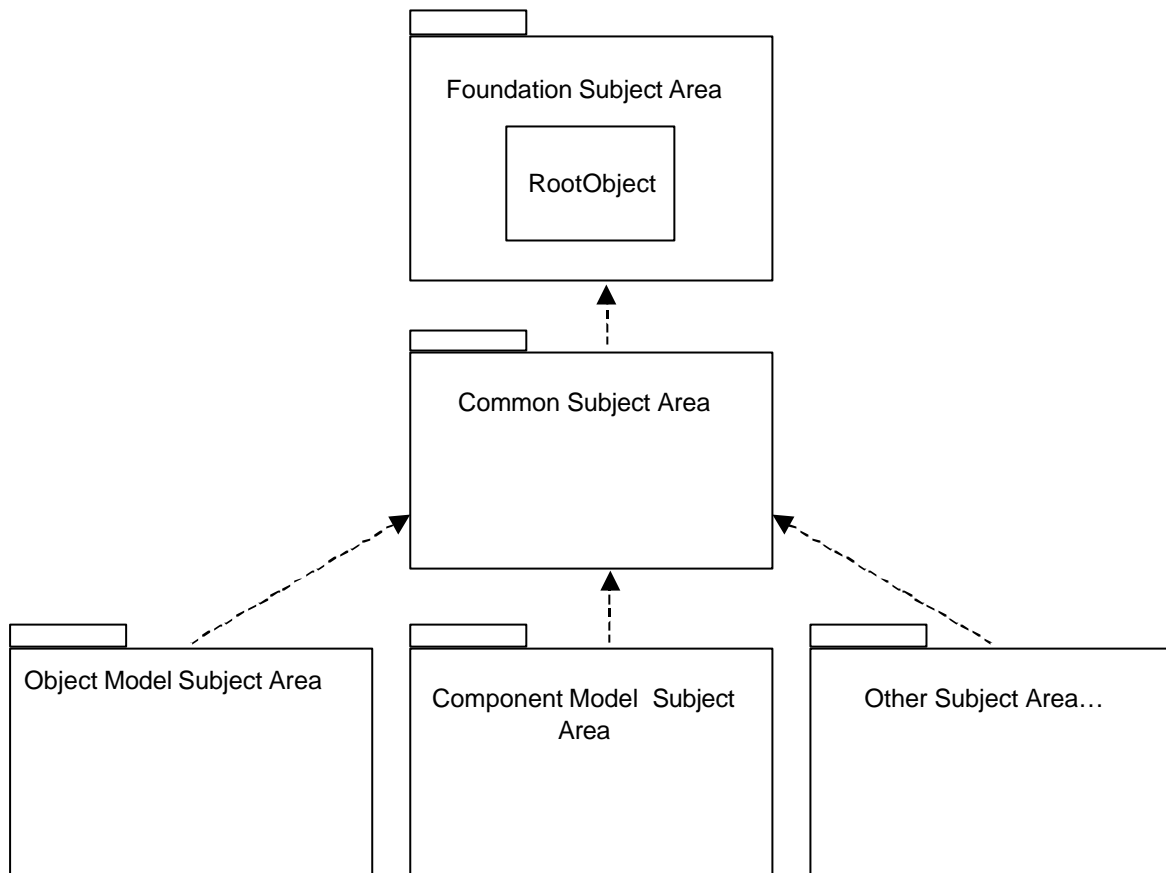 Foundation Subject Area
RootObject
Common Subject Area
Object Model Subject Area
Component Model  Subject
Area
Other Subject Area…